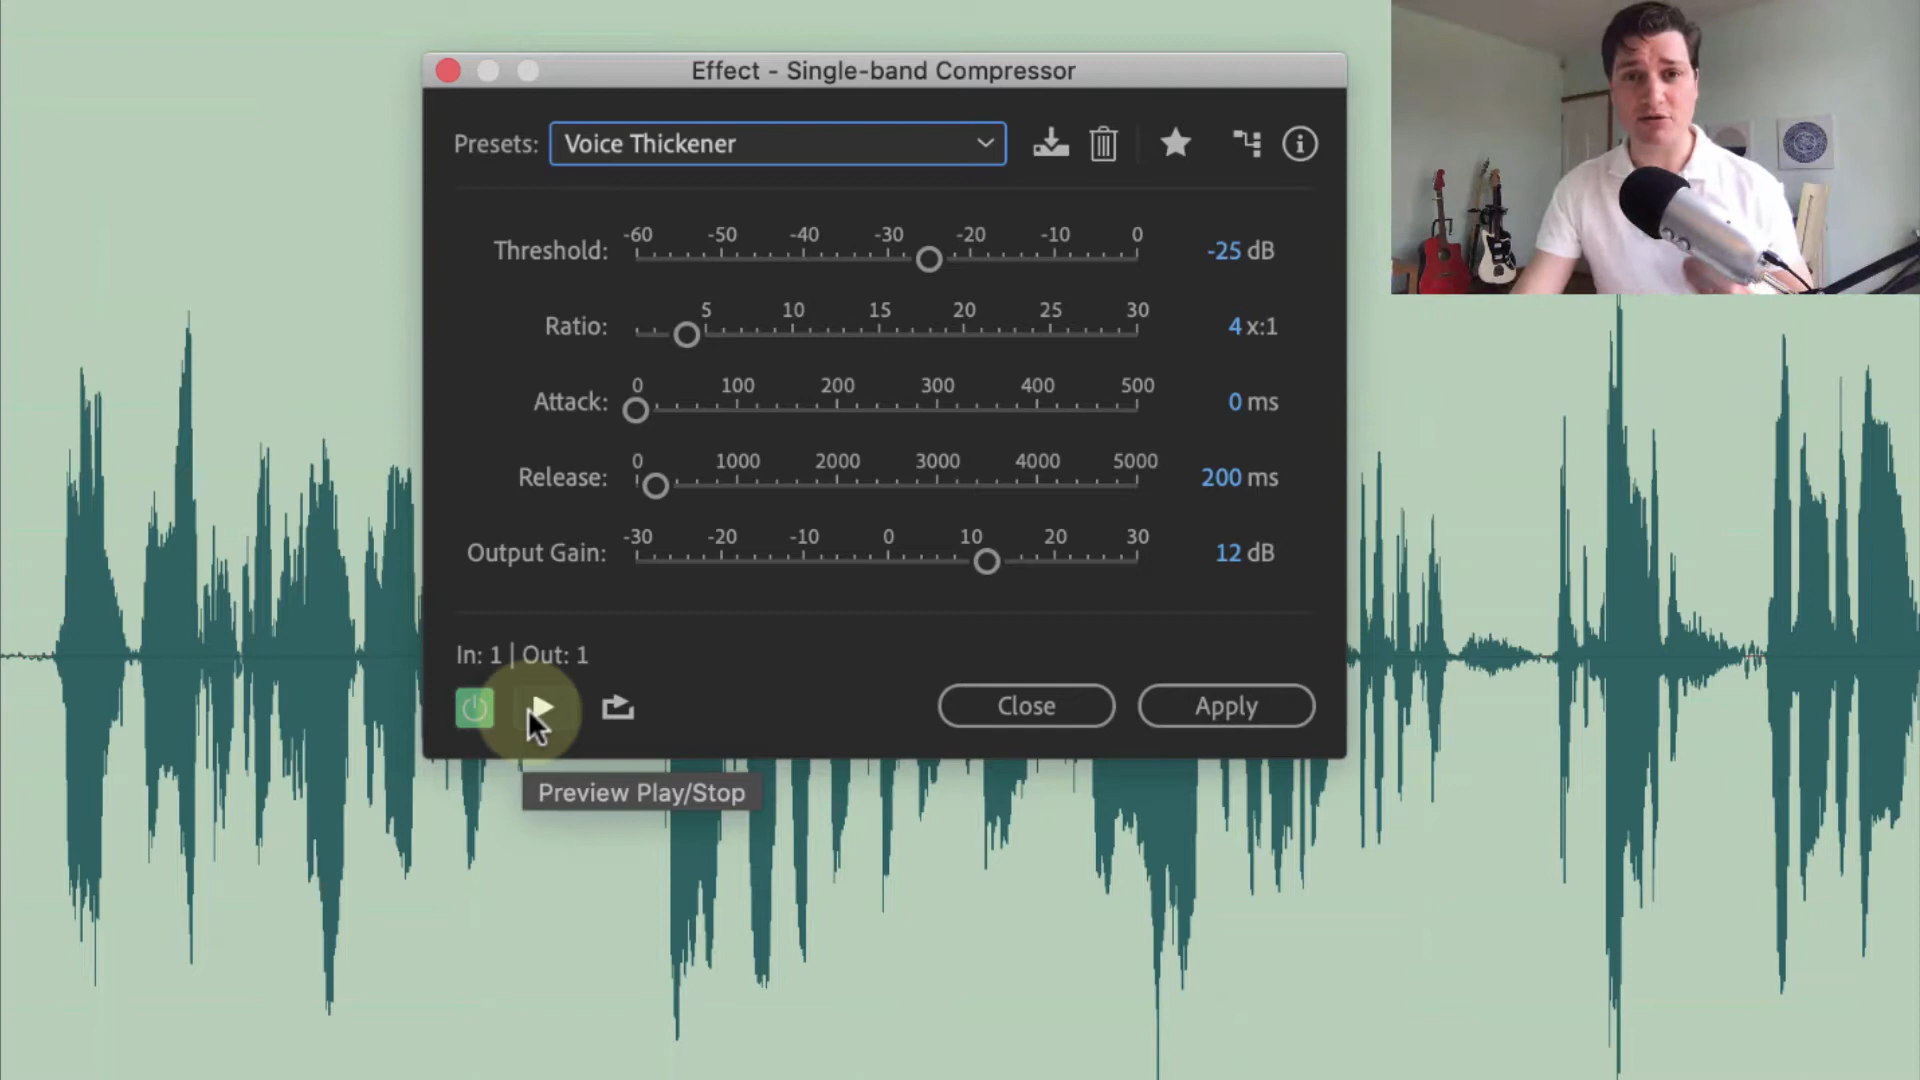 Effect - Single-band Compressor
Presets: Voice Thickener
-60 -50 -40 -30 -20 -10 0
Threshold: -25 dB
5 10 15 20 25 30
Ratio: 4 x:1
0 100 200 300 400 500
Attack: 0 ms
0 1000 2000 3000 4000 5000
Release: 200 ms
-30 -20 -10 0 10 20 30
Output Gain: 12 dB
In: 1 | Out: 1
Close Apply
Preview Play/Stop